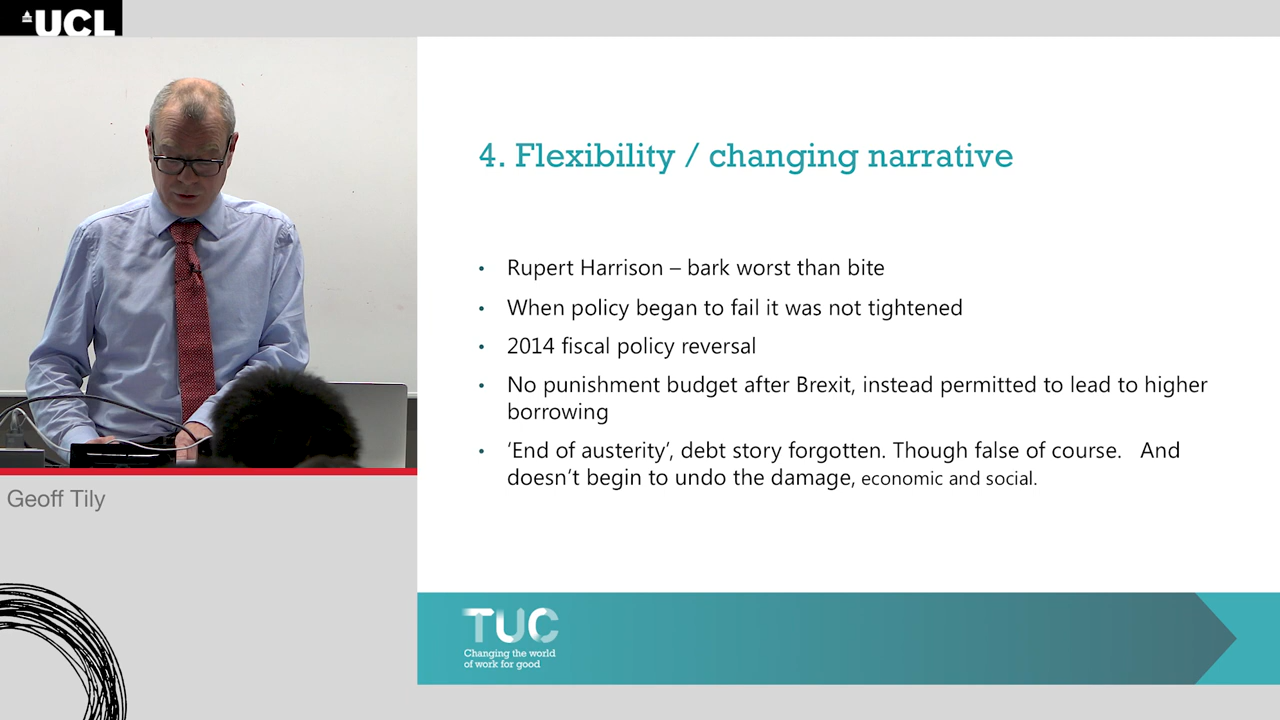 UCL
4. Flexibility / changing narrative
• Rupert Harrison – bark worst than bite
• When policy began to fail it was not tightened
• 2014 fiscal policy reversal
• No punishment budget after Brexit, instead permitted to lead to higher
borrowing
• ‘End of austerity’, debt story forgotten. Though false of course. And
doesn’t begin to undo the damage, economic and social.
Geoff Tily
TUC
Changing the world
of work for good